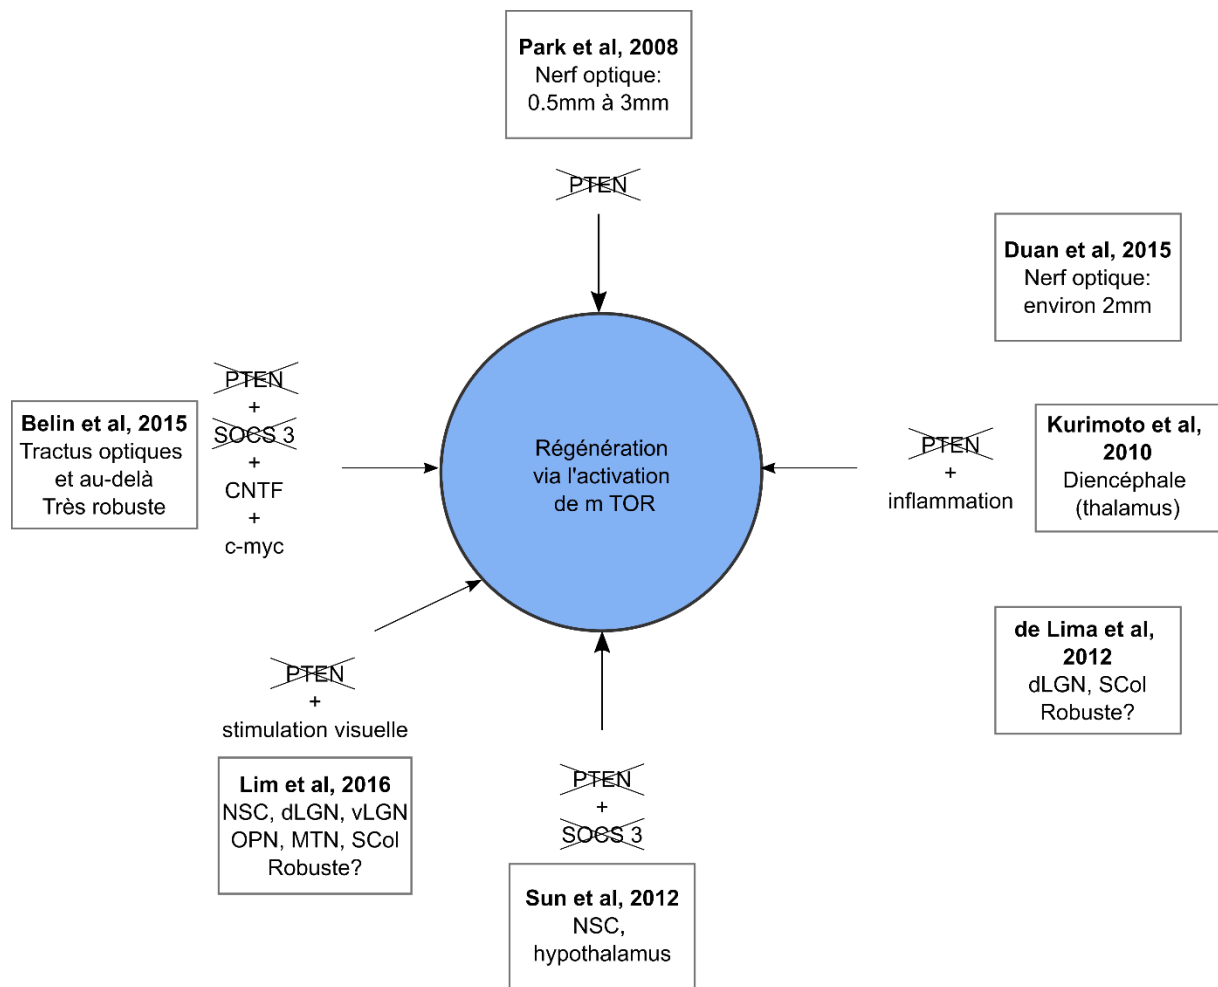 Park et al, 2008
Nerf optique:
0.5mm à 3mm
PTEN
Duan et al, 2015
Nerf optique:
environ 2mm
PTEN
+
SOCS 3
+
CNTF
+
c-myc
Belin et al, 2015
Tractus optiques
et au-delà
Très robuste
Régénération
via l'activation
de m TOR
PTEN
+
inflammation
Kurimoto et al,
2010
Diencéphale
(thalamus)
de Lima et al,
2012
dLGN, SCol
Robuste?
PTEN
+
stimulation visuelle
Lim et al, 2016
NSC, dLGN, vLGN
OPN, MTN, SCol
Robuste?
PTEN
+
SOCS 3
Sun et al, 2012
NSC,
hypothalamus